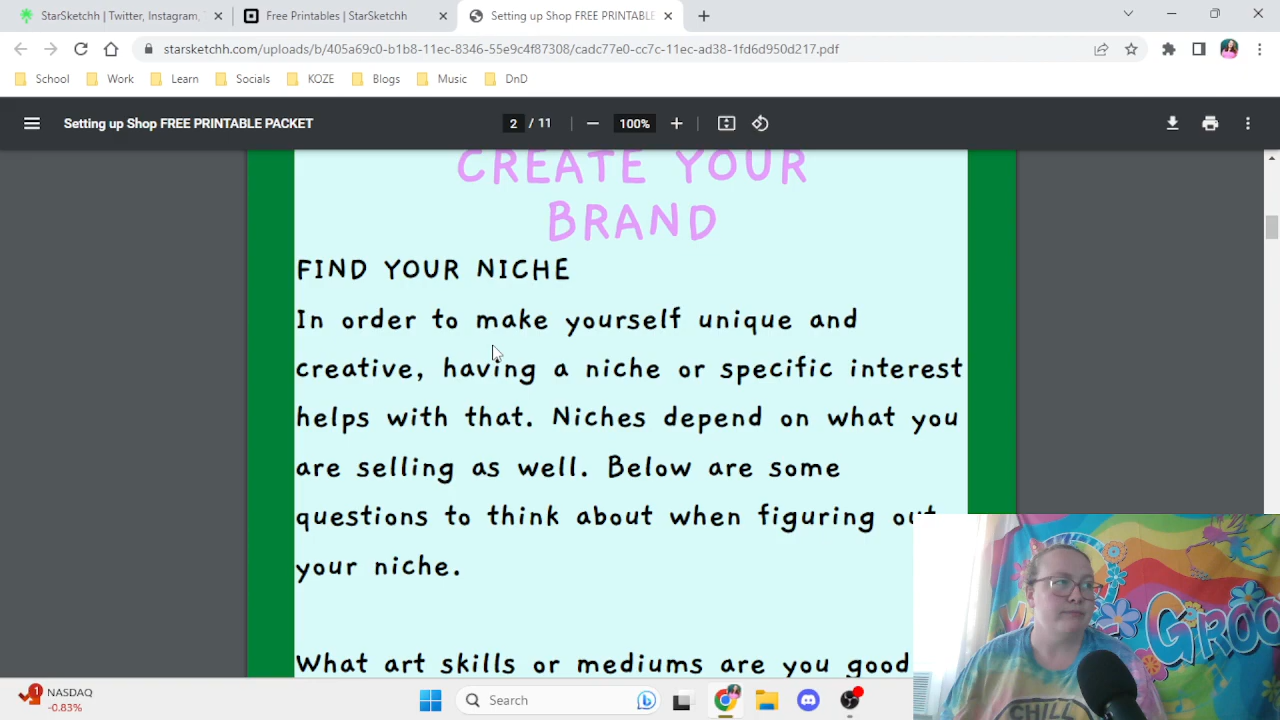 StarSketchh | Twitter, Instagram,
Free Printables | StarSketchh
Setting up Shop FREE PRINTABLE
starsketchh.com/uploads/b/405a69c0-b1b8-11ec-8346-55e9c4f87308/cadc77e0-cc7c-11ec-ad38-1fd6d950d217.pdf
School Work Learn Socials KOZE Blogs Music DnD
Setting up Shop FREE PRINTABLE PACKET 2 / 11 100%
CREATE YOUR
BRAND
FIND YOUR NICHE
In order to make yourself unique and
creative, having a niche or specific interest
helps with that. Niches depend on what you
are selling as well. Below are some
questions to think about when figuring out
your niche.
What art skills or mediums are you good
GIROO
CHILL
1 NASDAQ
-0.83%
Search